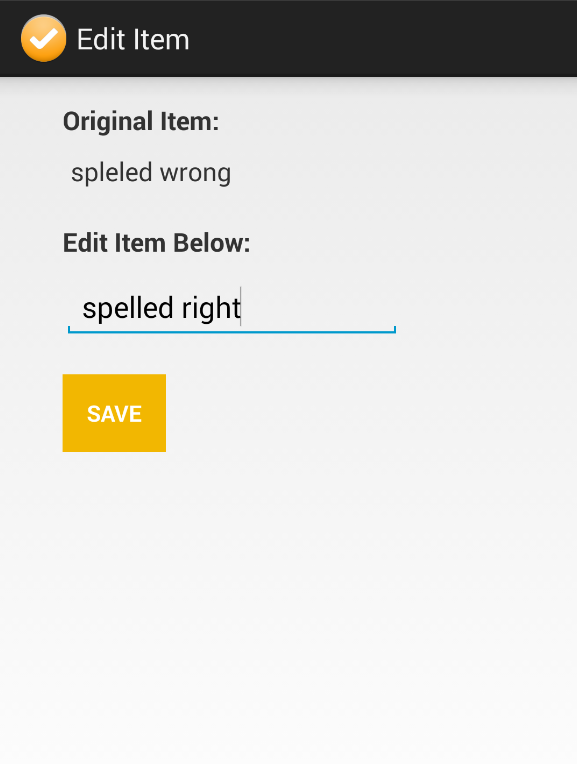 Edit Item
Original Item:
spleled wrong
Edit Item Below:
spelled right
SAVE